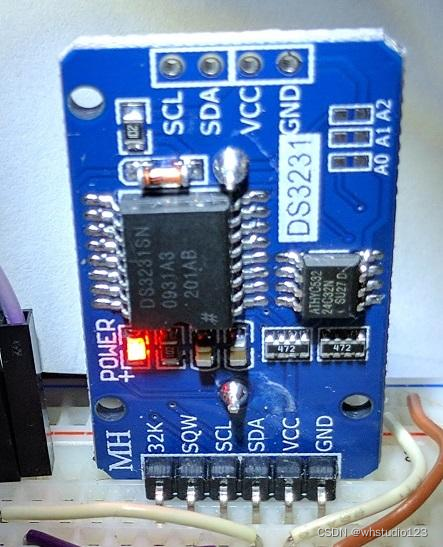 SCL
SDA
VCC
GND
A0 A1 A2
DS3231
DS3231SN
0931A3
201AB
#
ATHYC532
24C32N
SU27D
POWER
+
472
472
MH
32K
SQW
SCL
SDA
VCC
GND
CSDN @whstudio123